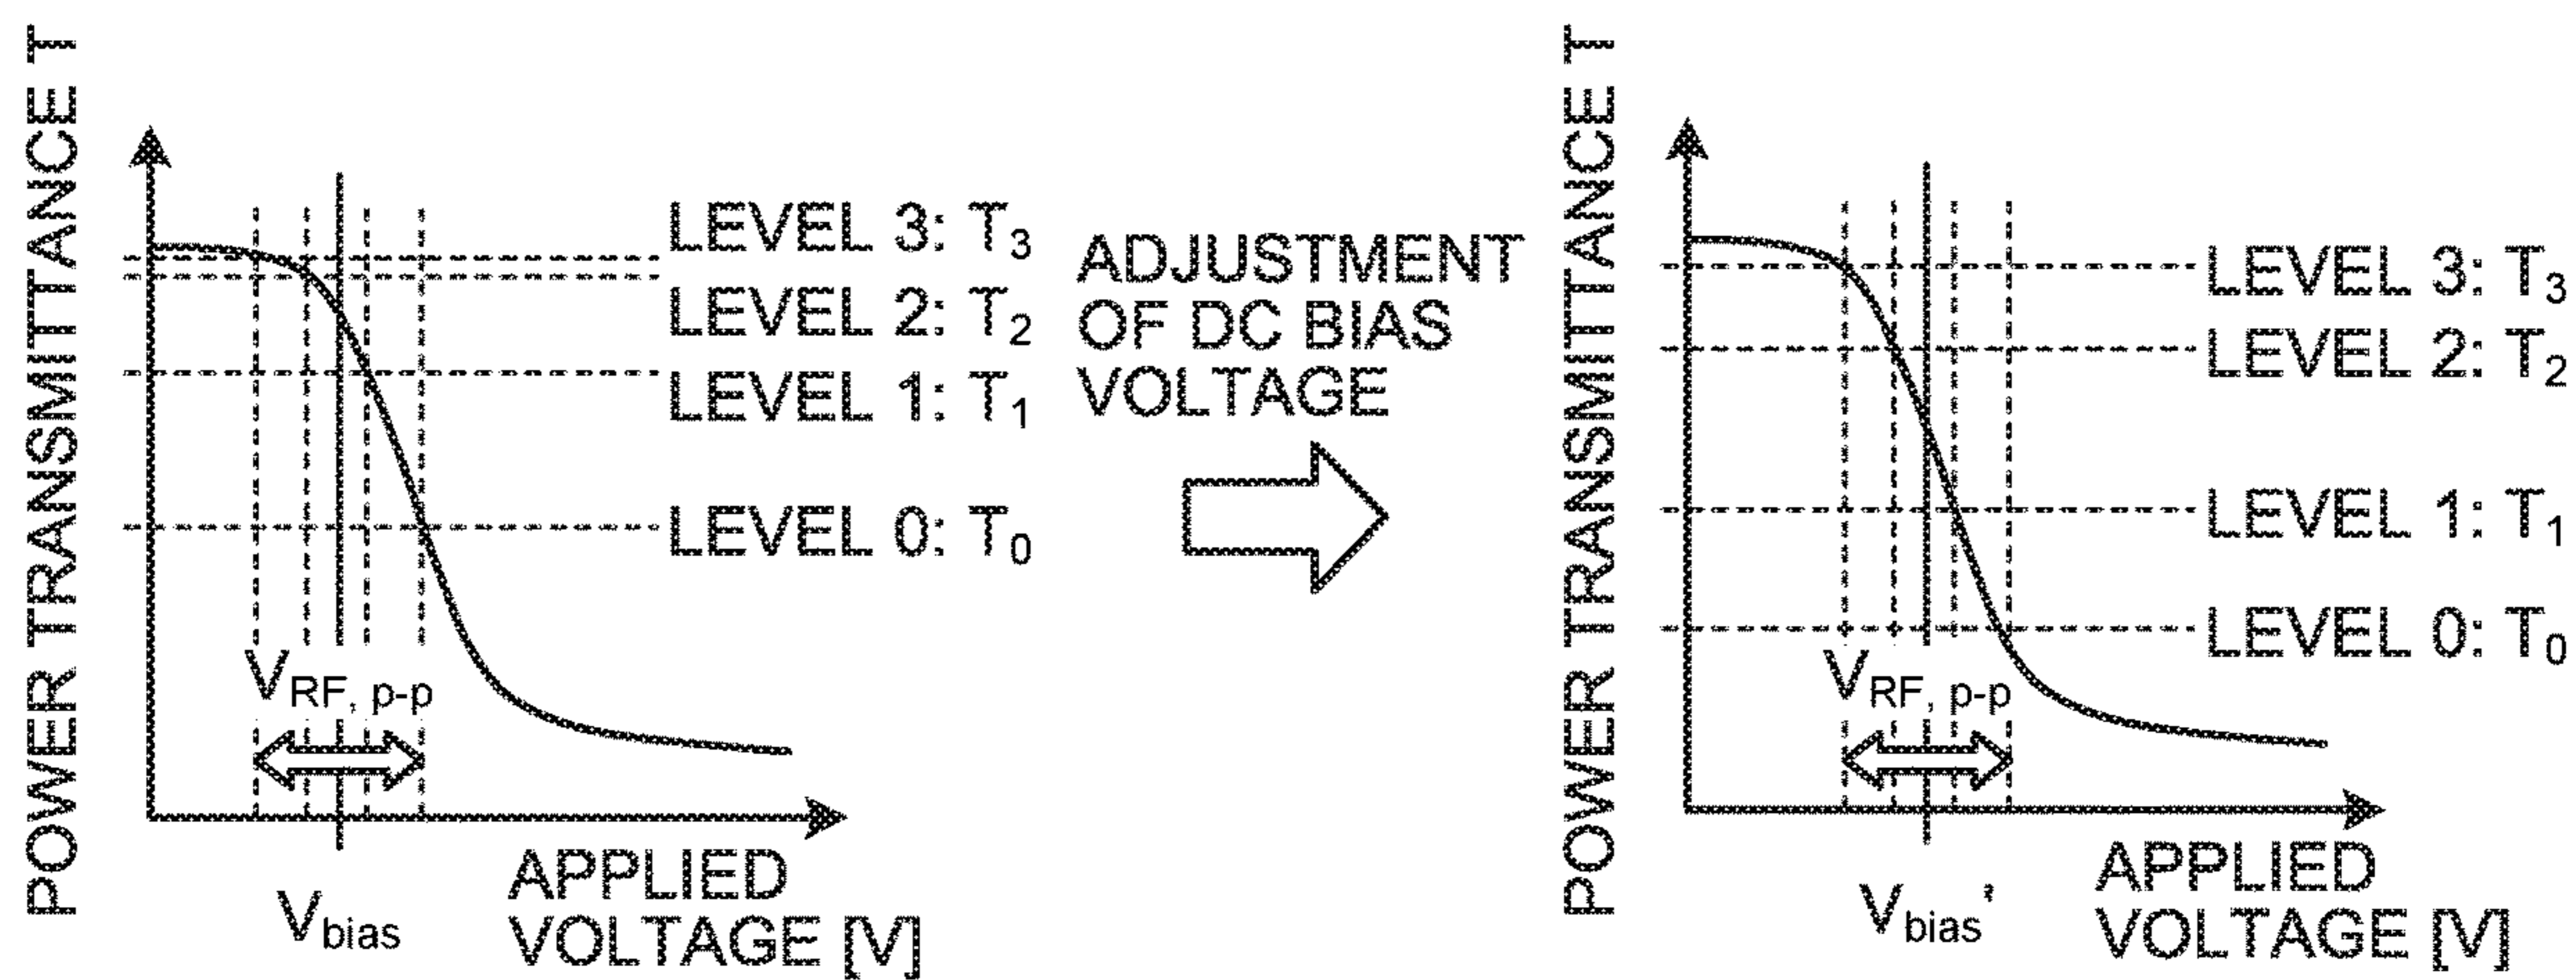 POWER TRANSMITTANCE T
LEVEL 3: T3
LEVEL 2: T2
LEVEL 1: T1
LEVEL 0: T0
VRF, p-p
Vbias
APPLIED
VOLTAGE [V]
ADJUSTMENT
OF DC BIAS
VOLTAGE
POWER TRANSMITTANCE T
LEVEL 3: T3
LEVEL 2: T2
LEVEL 1: T1
LEVEL 0: T0
VRF, p-p
Vbias'
APPLIED
VOLTAGE [V]